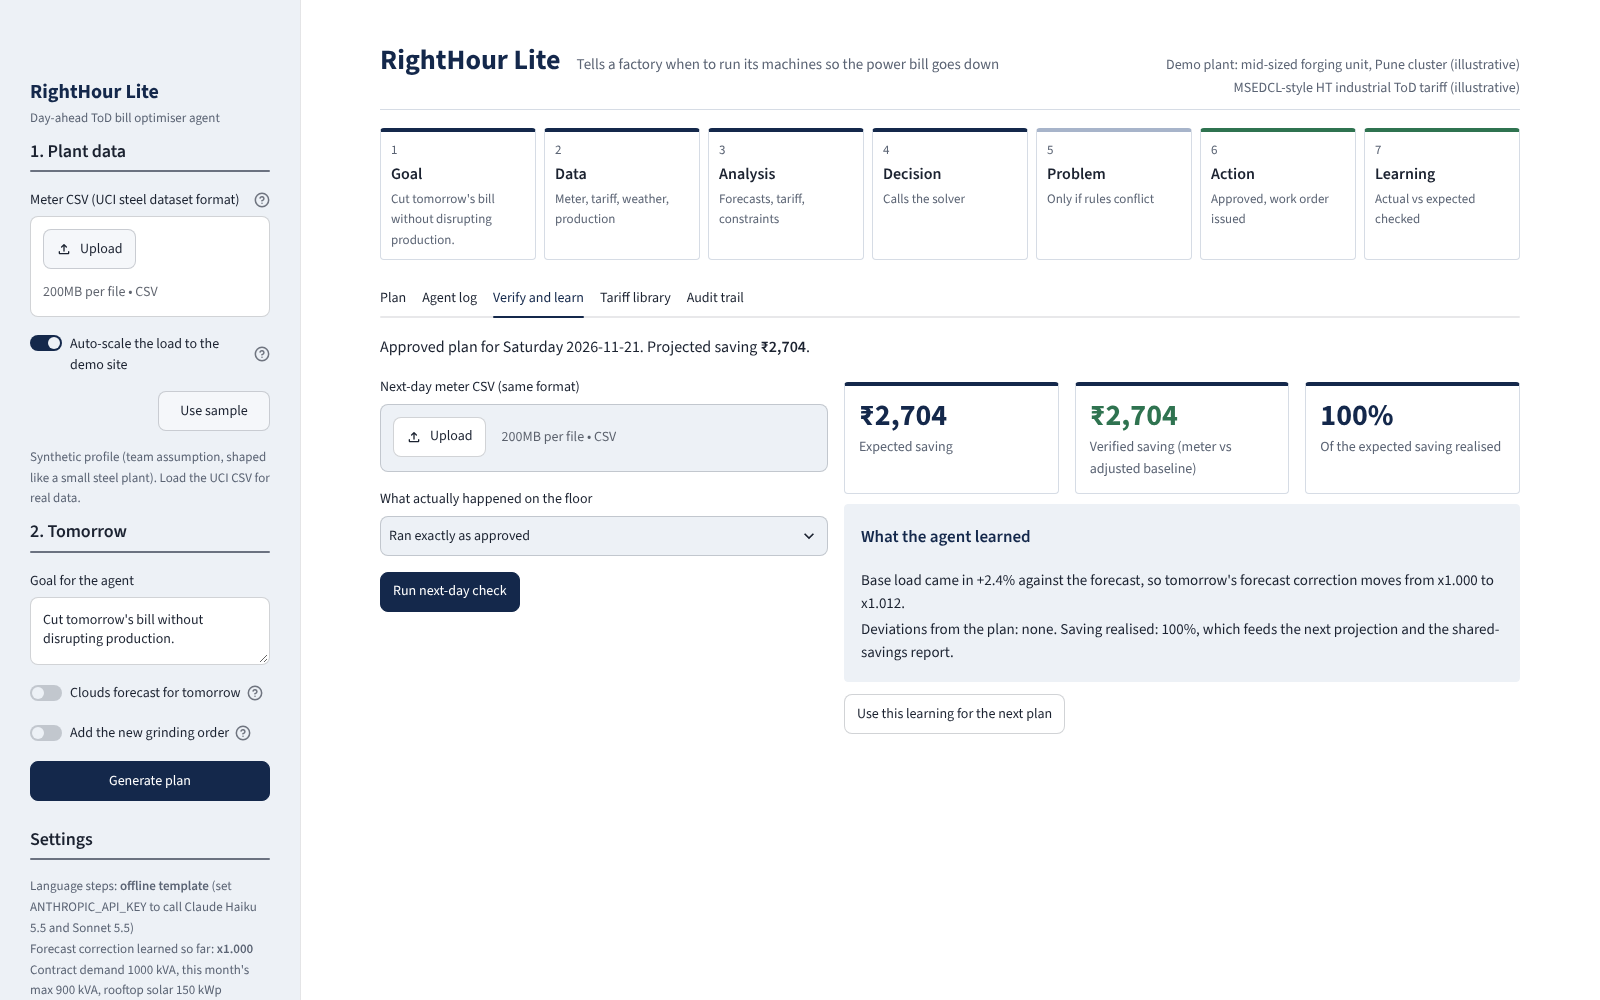 RightHour Lite
Day-ahead ToD bill optimiser agent
1. Plant data
Meter CSV (UCI steel dataset format)
Upload
200MB per file • CSV
Auto-scale the load to the
demo site
Use sample
Synthetic profile (team assumption, shaped
like a small steel plant). Load the UCI CSV for
real data.
2. Tomorrow
Goal for the agent
Cut tomorrow's bill without
disrupting production.
Clouds forecast for tomorrow
Add the new grinding order
Generate plan
Settings
Language steps: offline template (set
ANTHROPIC_API_KEY to call Claude Haiku
5.5 and Sonnet 5.5)
Forecast correction learned so far: x1.000
Contract demand 1000 kVA, this month's
max 900 kVA, rooftop solar 150 kWp
RightHour Lite
Tells a factory when to run its machines so the power bill goes down
Demo plant: mid-sized forging unit, Pune cluster (illustrative)
MSEDCL-style HT industrial ToD tariff (illustrative)
1
Goal
Cut tomorrow's bill
without disrupting
production.
2
Data
Meter, tariff, weather,
production
3
Analysis
Forecasts, tariff,
constraints
4
Decision
Calls the solver
5
Problem
Only if rules conflict
6
Action
Approved, work order
issued
7
Learning
Actual vs expected
checked
Plan
Agent log
Verify and learn
Tariff library
Audit trail
Approved plan for Saturday 2026-11-21. Projected saving ₹2,704.
Next-day meter CSV (same format)
Upload
200MB per file • CSV
What actually happened on the floor
Ran exactly as approved
Run next-day check
₹2,704
Expected saving
₹2,704
Verified saving (meter vs
adjusted baseline)
100%
Of the expected saving realised
What the agent learned
Base load came in +2.4% against the forecast, so tomorrow's forecast correction moves from x1.000 to
x1.012.
Deviations from the plan: none. Saving realised: 100%, which feeds the next projection and the shared-
savings report.
Use this learning for the next plan